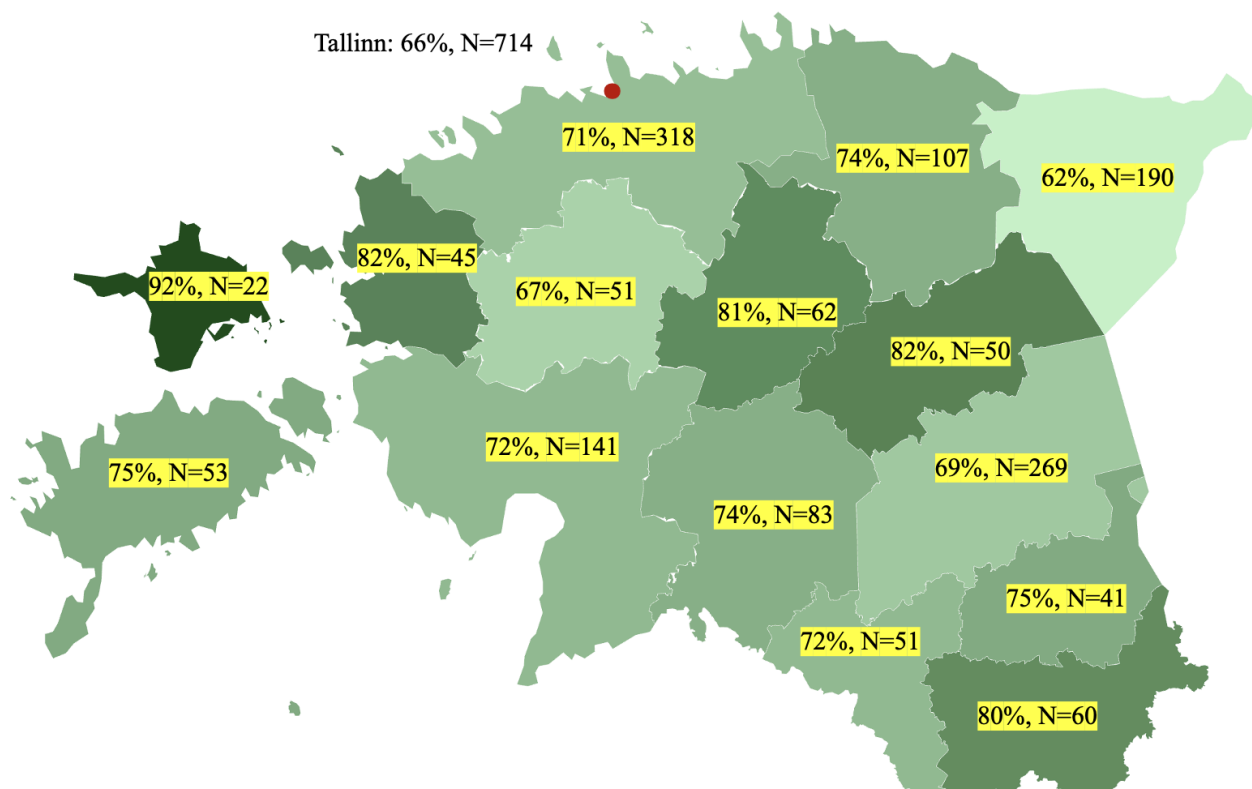 Tallinn: 66%, N=714
71%, N=318
74%, N=107
62%, N=190
82%, N=45
92%, N=22
67%, N=51
81%, N=62
82%, N=50
72%, N=141
75%, N=53
69%, N=269
74%, N=83
75%, N=41
72%, N=51
80%, N=60